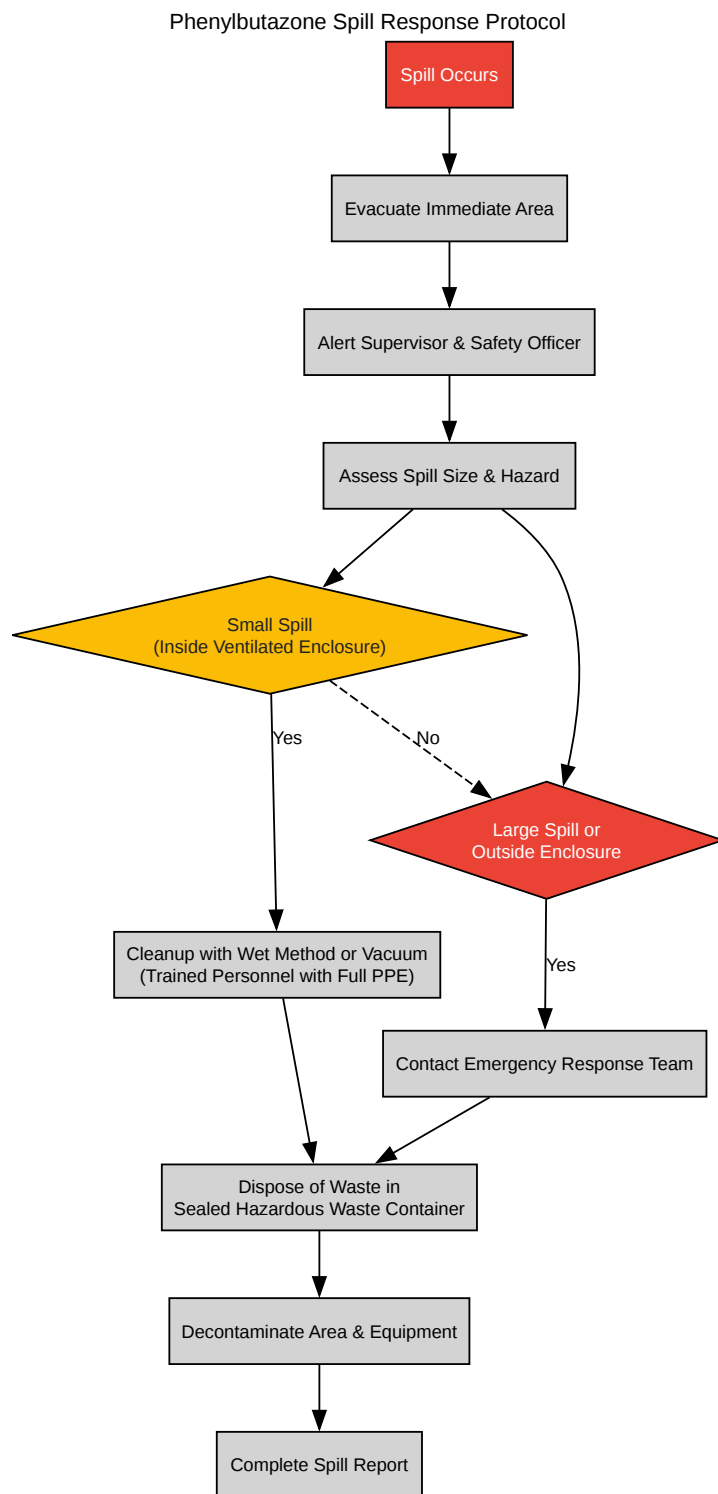 Phenylbutazone Spill Response Protocol
Spill Occurs
Evacuate Immediate Area
Alert Supervisor & Safety Officer
Assess Spill Size & Hazard
Small Spill
(Inside Ventilated Enclosure)
Yes
No
Large Spill or
Outside Enclosure
Cleanup with Wet Method or Vacuum
(Trained Personnel with Full PPE)
Yes
Contact Emergency Response Team
Dispose of Waste in
Sealed Hazardous Waste Container
Decontaminate Area & Equipment
Complete Spill Report